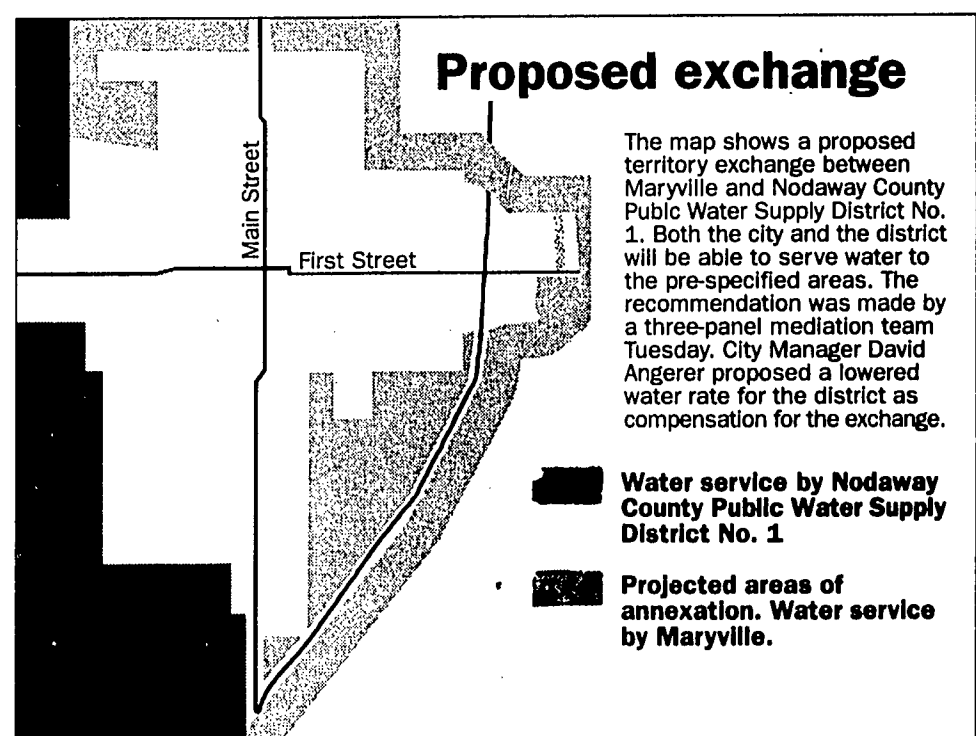 Proposed exchange
The map shows a proposed
territory exchange between
Maryville and Nodaway County
Publc Water Supply District No.
1. Both the city and the district
will be able to serve water to
the pre-specified areas. The
recommendation was made by
a three-panel mediation team
Tuesday. City Manager David
Angerer proposed a lowered
water rate for the district as
compensation for the exchange.
Main Street
First Street
Water service by Nodaway
County Public Water Supply
District No. 1
Projected areas of
annexation. Water service
by Maryville.